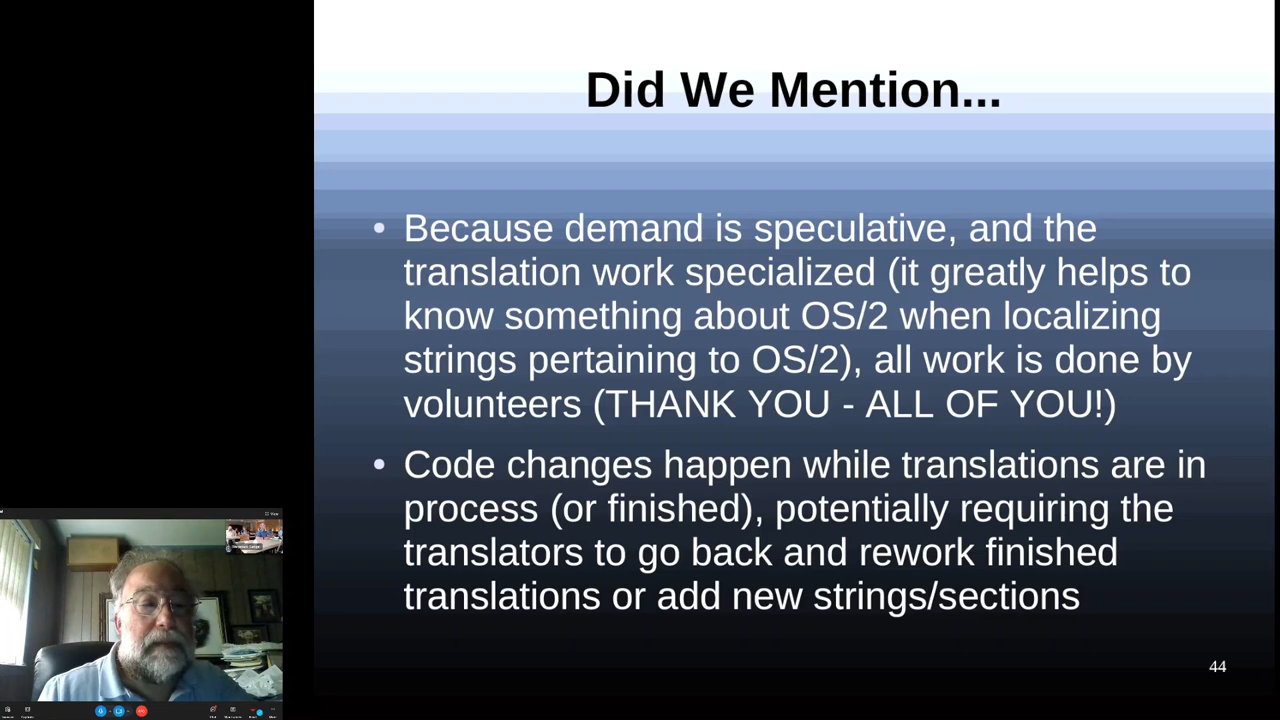 Did We Mention...
• Because demand is speculative, and the
translation work specialized (it greatly helps to
know something about OS/2 when localizing
strings pertaining to OS/2), all work is done by
volunteers (THANK YOU - ALL OF YOU!)
• Code changes happen while translations are in
process (or finished), potentially requiring the
translators to go back and rework finished
translations or add new strings/sections
44
View